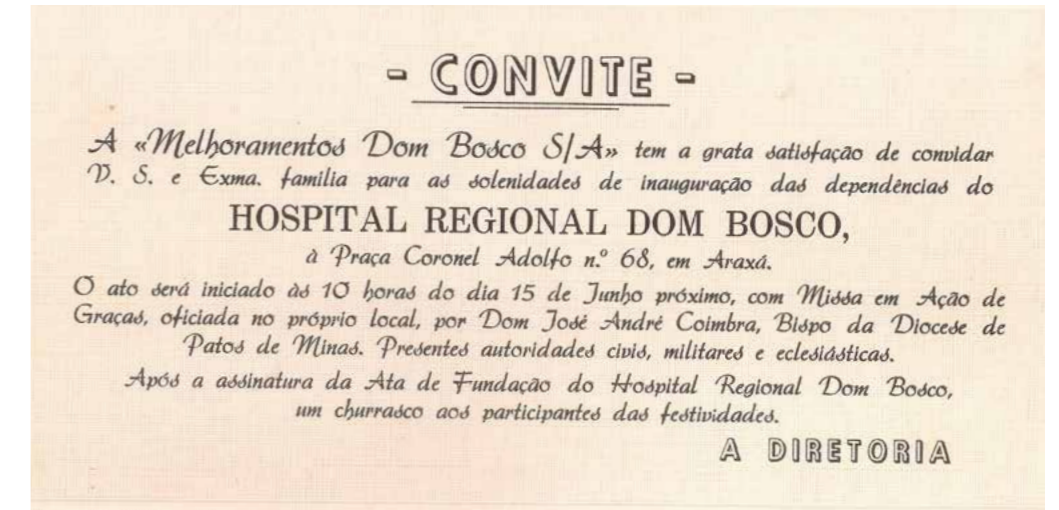 - CONVITE -
A «Melhoramentos Dom Bosco S/A» tem a grata satisfação de convidar
V. S. e Exma. familia para as solenidades de inauguração das dependências do
HOSPITAL REGIONAL DOM BOSCO,
à Praça Coronel Adolfo n.º 68, em Araxá.
O ato será iniciado às 10 horas do dia 15 de Junho próximo, com Missa em Ação de
Graças, oficiada no próprio local, por Dom José André Coimbra, Bispo da Diocese de
Patos de Minas. Presentes autoridades civis, militares e eclesiásticas.
Após a assinatura da Ata de Fundação do Hospital Regional Dom Bosco,
um churrasco aos participantes das festividades.
A DIRETORIA